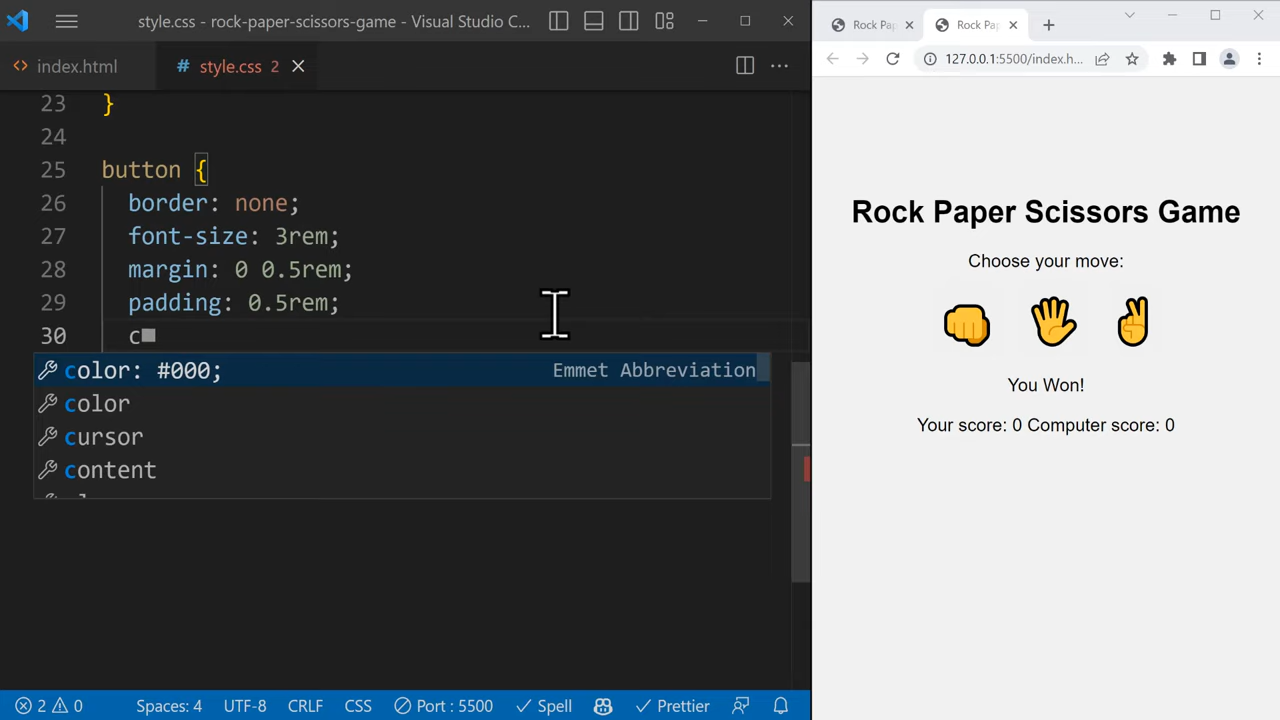 style.css - rock-paper-scissors-game - Visual Studio C...
index.html
# style.css 2
23 }
24
25 button {
26 border: none;
27 font-size: 3rem;
28 margin: 0 0.5rem;
29 padding: 0.5rem;
30 c
color: #000; Emmet Abbreviation
color
cursor
content
2 0 Spaces: 4 UTF-8 CRLF CSS Port : 5500 Spell Prettier
Rock Pap
Rock Pap
127.0.0.1:5500/index.h...
Rock Paper Scissors Game
Choose your move:
You Won!
Your score: 0 Computer score: 0